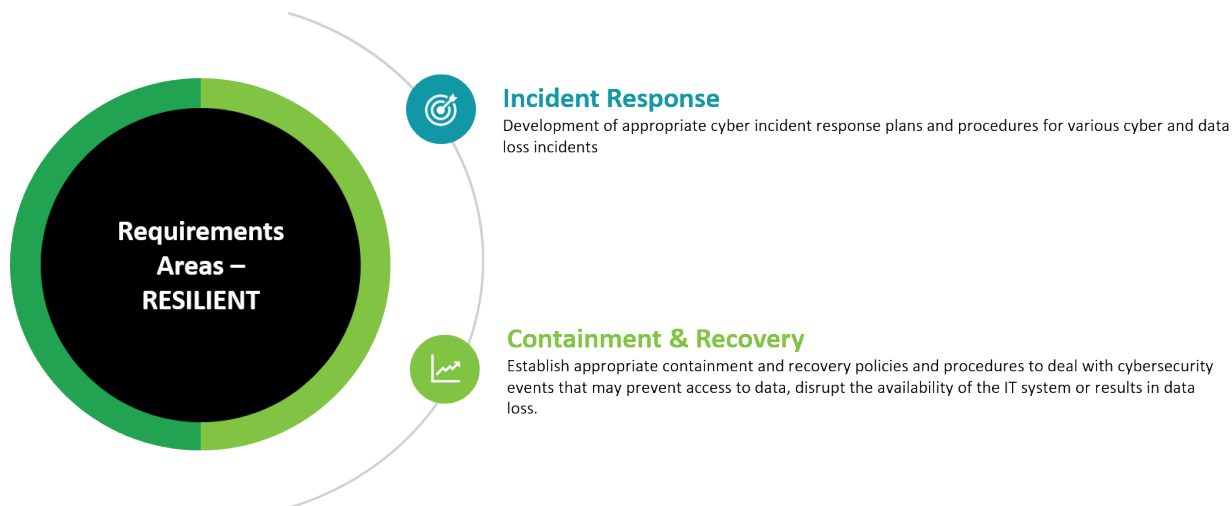 Requirements
Areas –
RESILIENT
Incident Response
Development of appropriate cyber incident response plans and procedures for various cyber and data
loss incidents
Containment & Recovery
Establish appropriate containment and recovery policies and procedures to deal with cybersecurity
events that may prevent access to data, disrupt the availability of the IT system or results in data
loss.